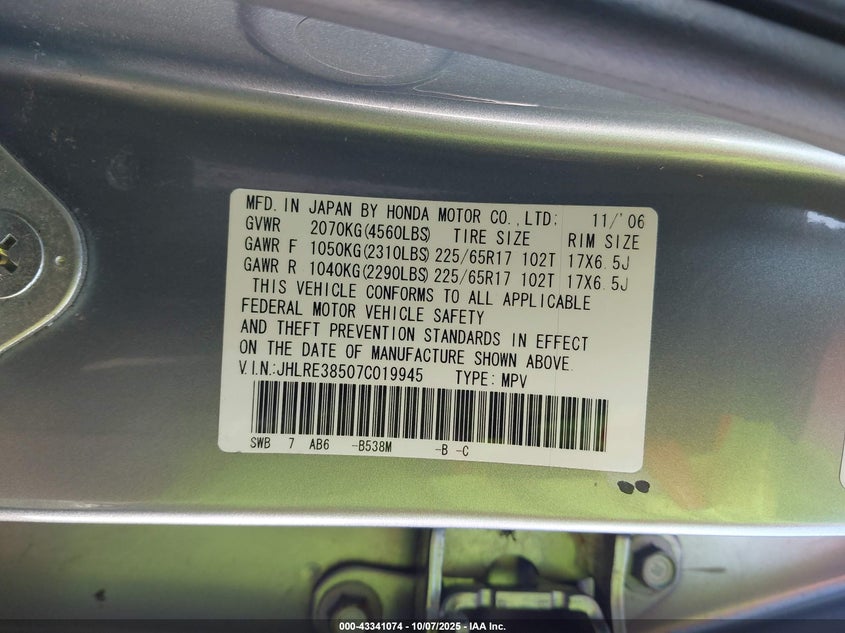 MFD. IN JAPAN BY HONDA MOTOR CO., LTD: 11/'06
GVWR 2070KG(4560LBS) TIRE SIZE RIM SIZE
GAWR F 1050KG(2310LBS) 225/65R17 102T 17X6.5J
GAWR R 1040KG(2290LBS) 225/65R17 102T 17X6.5J
THIS VEHICLE CONFORMS TO ALL APPLICABLE
FEDERAL MOTOR VEHICLE SAFETY
AND THEFT PREVENTION STANDARDS IN EFFECT
ON THE DATE OF MANUFACTURE SHOWN ABOVE.
V.I.N.:JHLRE38507C019945 TYPE: MPV
SWB 7 AB6 -B538M -B -C
000-43341074 - 10/07/2025 - IAA Inc.